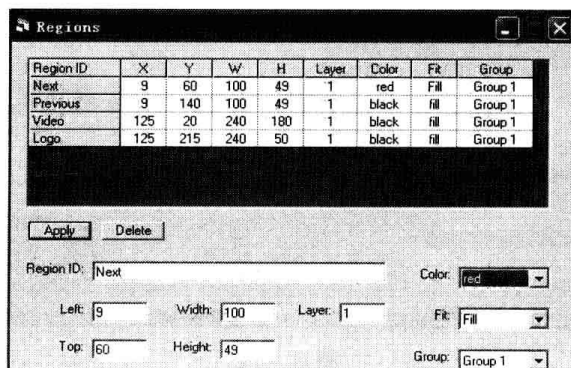 Regions
Region ID X Y W H Layer Color Fit Group
Next 9 60 100 49 1 red Fill Group 1
Previous 9 140 100 49 1 black fill Group 1
Video 125 20 240 180 1 black fill Group 1
Logo 125 215 240 50 1 black fill Group 1
Apply Delete
Region ID: Next Color: red
Left: 9 Width: 100 Layer: 1 Fit: Fill
Top: 60 Height: 49 Group: Group 1